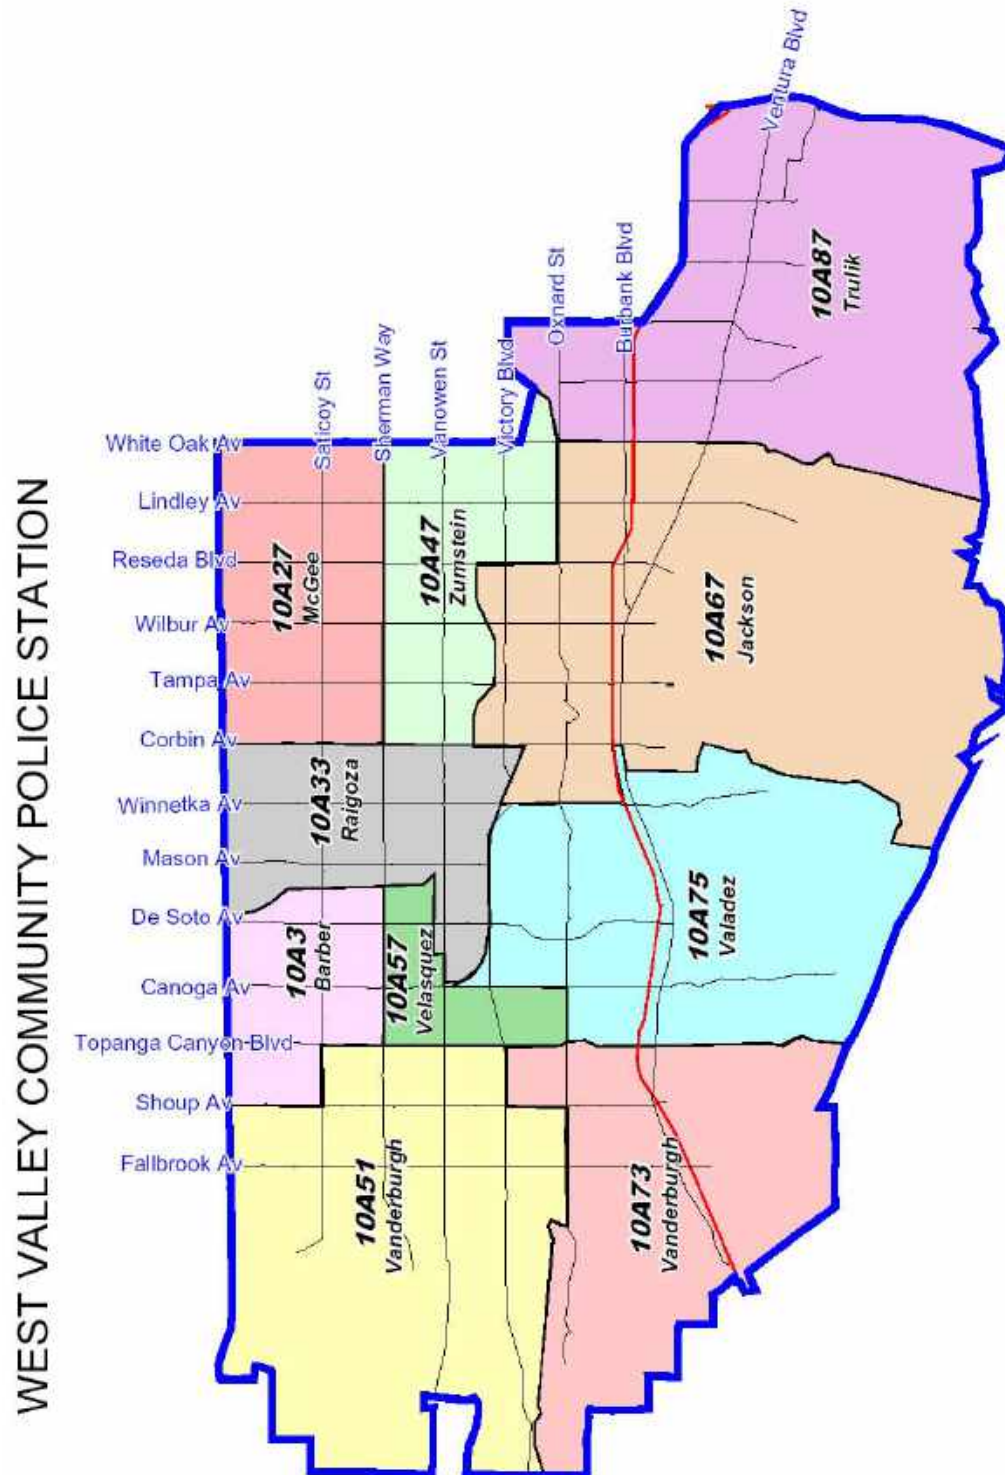 WEST VALLEY COMMUNITY POLICE STATION
Ventura Blvd
Burbank Blvd
Oxnard St
Victory Blvd
Vanowen St
Sherman Way
Saticoy St
White Oak Av
Lindley Av
Reseda Blvd
Wilbur Av
Tampa Av
Corbin Av
Winnetka Av
Mason Av
De Soto Av
Canoga Av
Topanga Canyon Blvd
Shoup Av
Fallbrook Av
10A87
Trulik
10A27
McGee
10A47
Zumstein
10A67
Jackson
10A33
Raigoza
10A3
Barber
10A57
Velasquez
10A75
Valadez
10A51
Vanderburgh
10A73
Vanderburgh